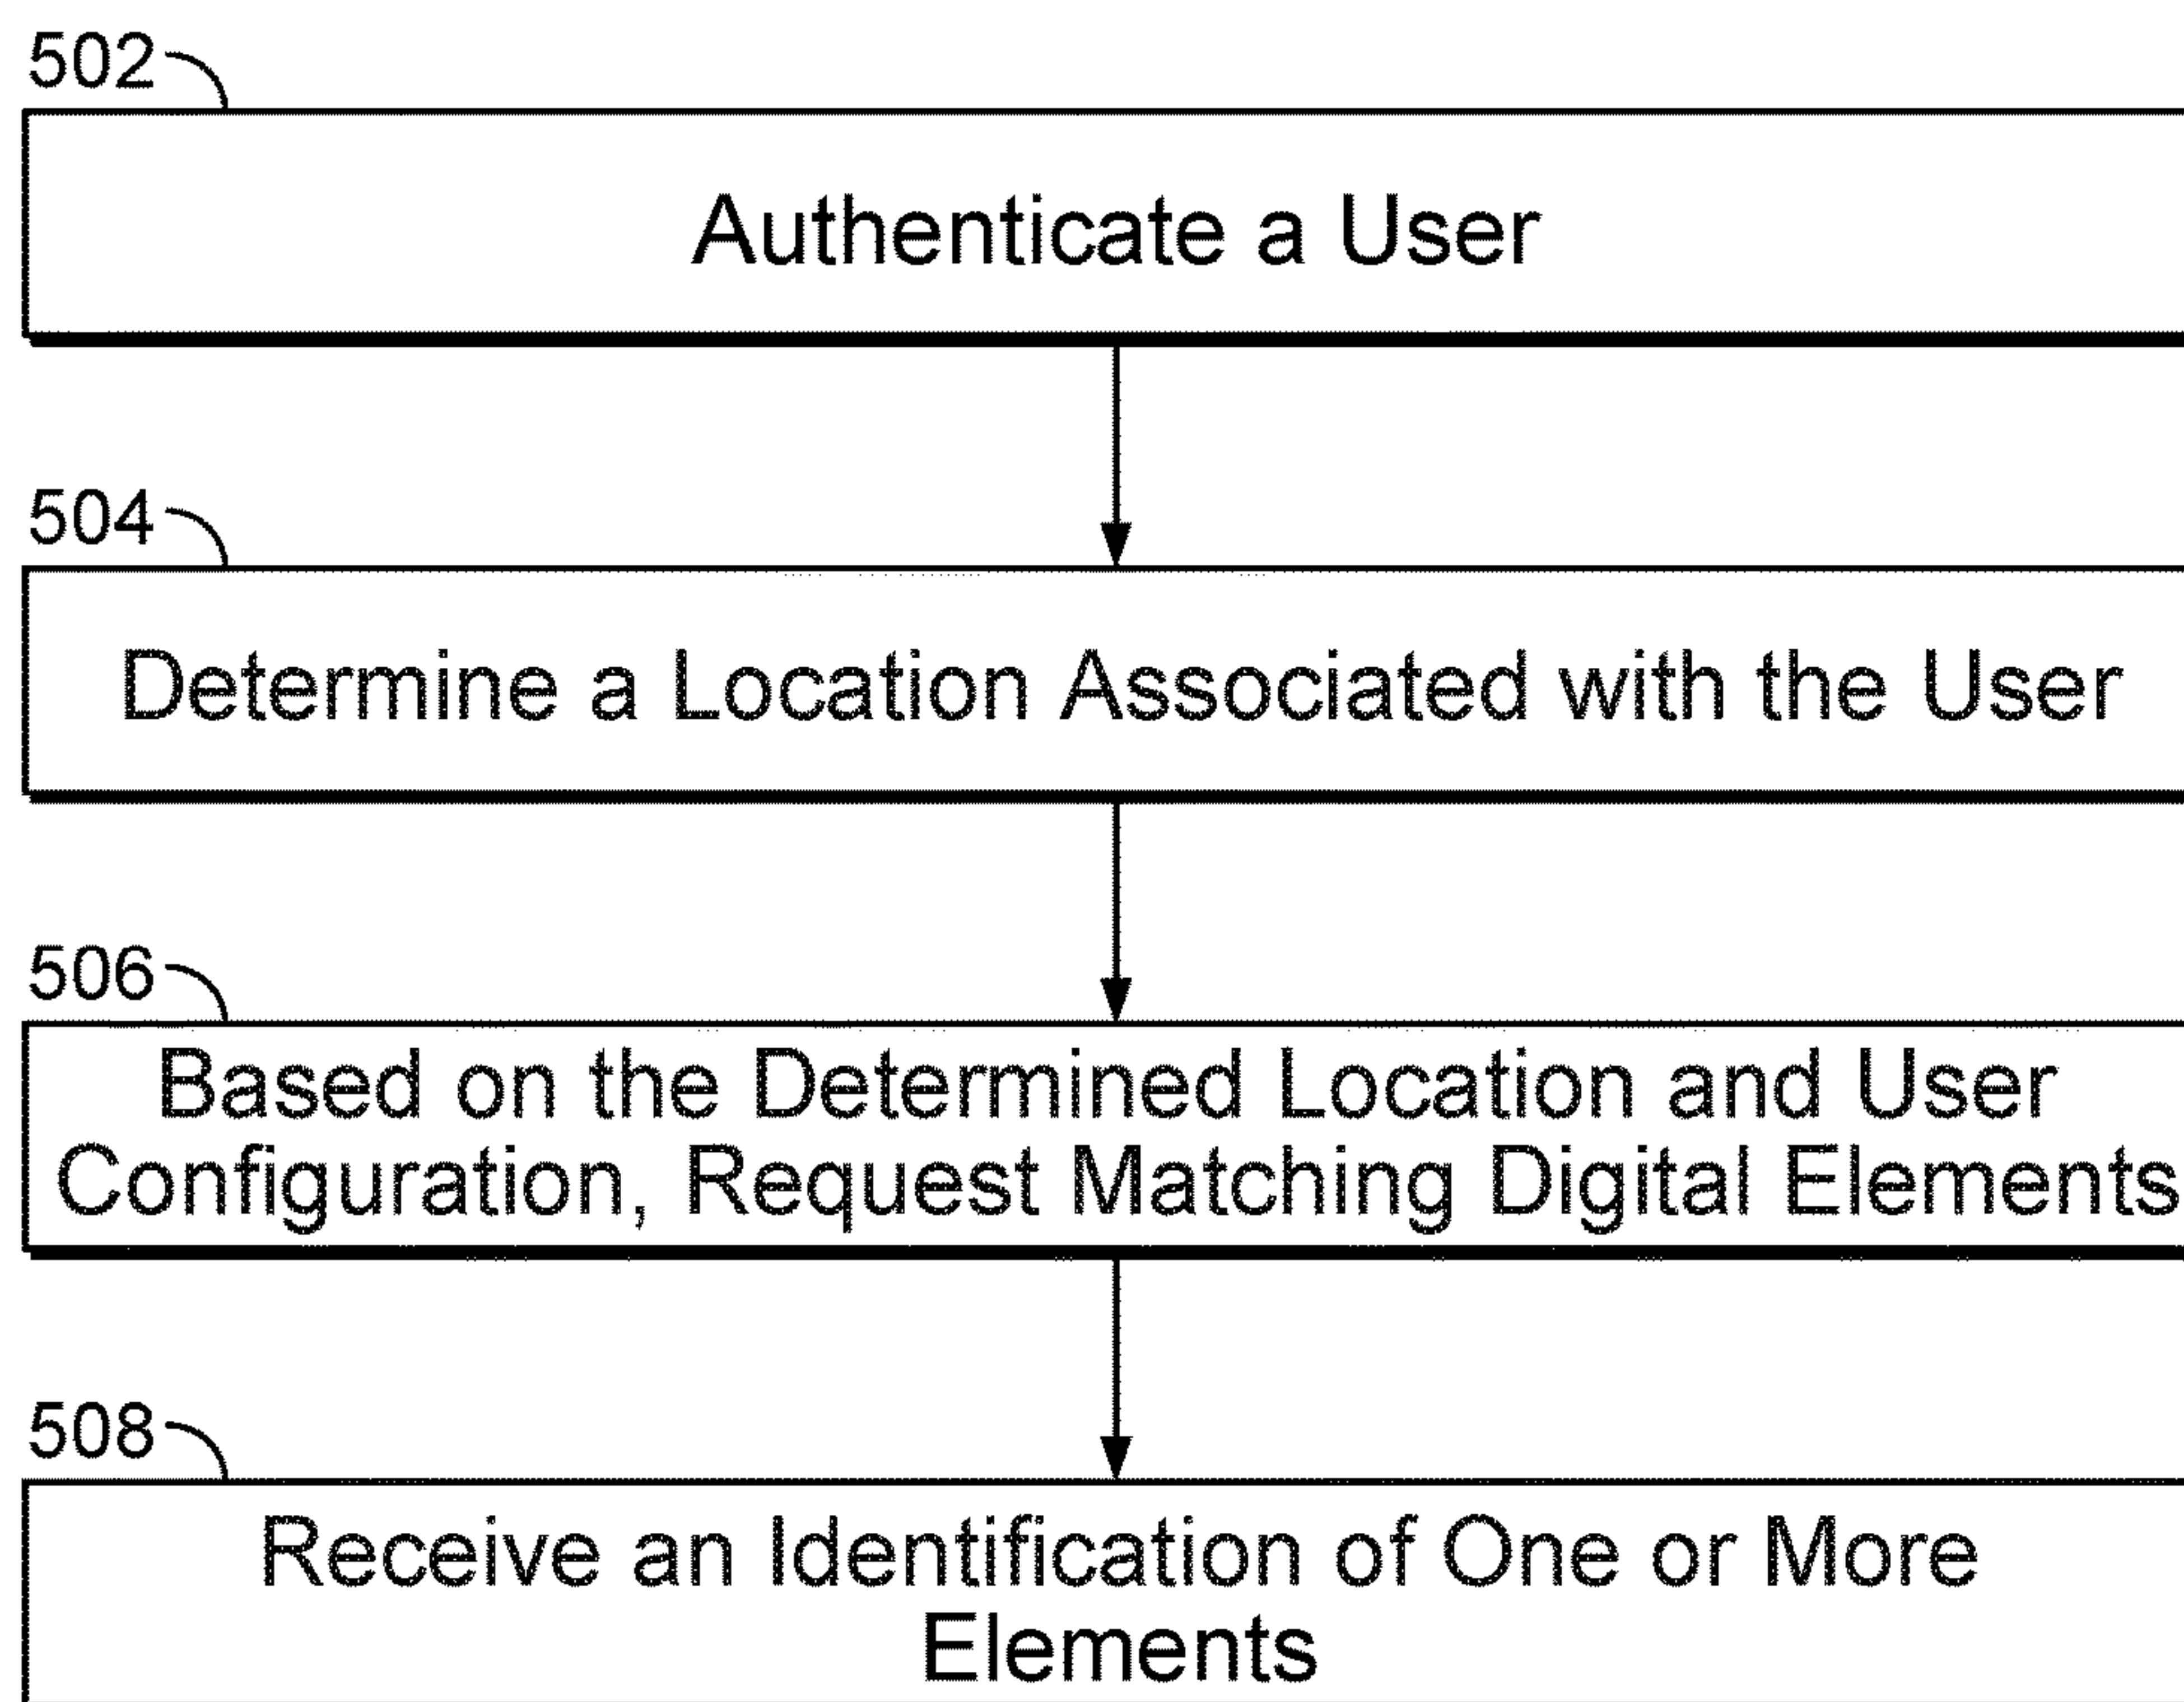 502
Authenticate a User
504
Determine a Location Associated with the User
506
Based on the Determined Location and User
Configuration, Request Matching Digital Elements
508
Receive an Identification of One or More
Elements